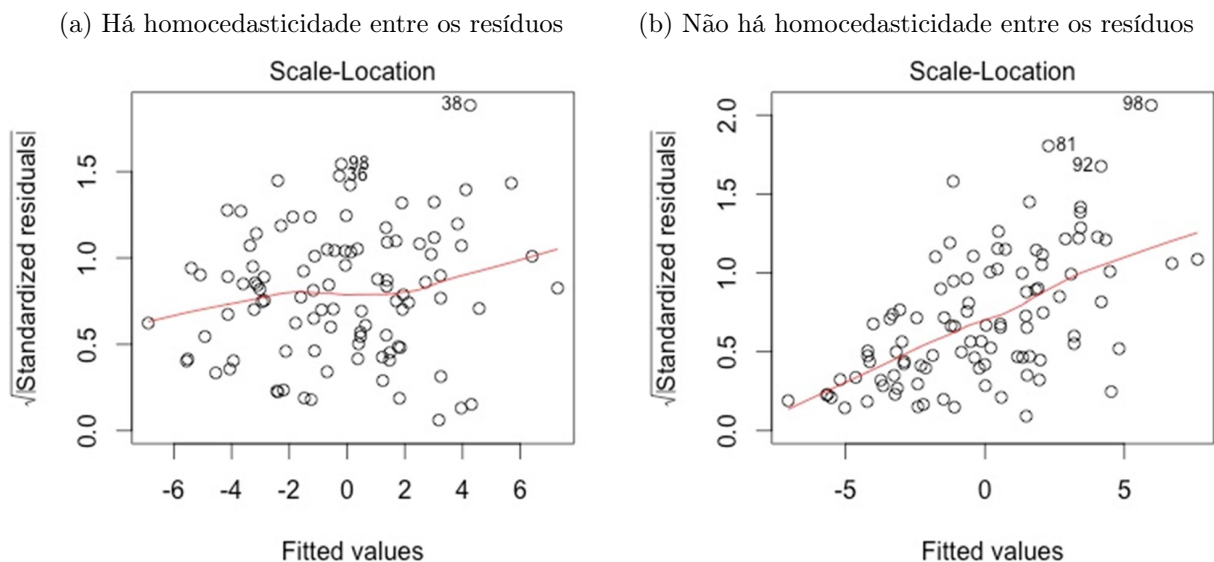 (a) Há homocedasticidade entre os resíduos
Scale-Location
√|Standardized residuals|
1.5
1.0
0.5
0.0
38
98
36
-6 -4 -2 0 2 4 6
Fitted values
(b) Não há homocedasticidade entre os resíduos
Scale-Location
√|Standardized residuals|
2.0
1.5
1.0
0.5
0.0
98
81
92
-5 0 5
Fitted values